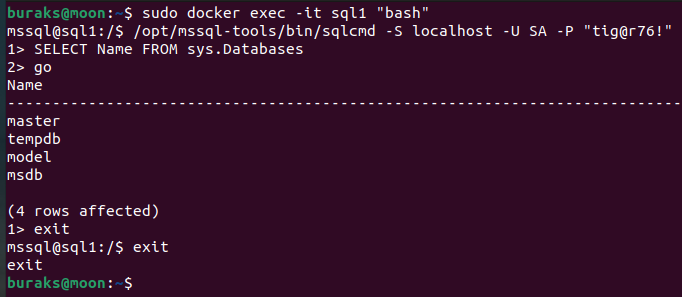 buraks@moon:~$ sudo docker exec -it sql1 "bash"
mssql@sql1:/$ /opt/mssql-tools/bin/sqlcmd -S localhost -U SA -P "tig@r76!"
1> SELECT Name FROM sys.Databases
2> go
Name
--------------------------------------------------------------------------------
master
tempdb
model
msdb

(4 rows affected)
1> exit
mssql@sql1:/$ exit
exit
buraks@moon:~$